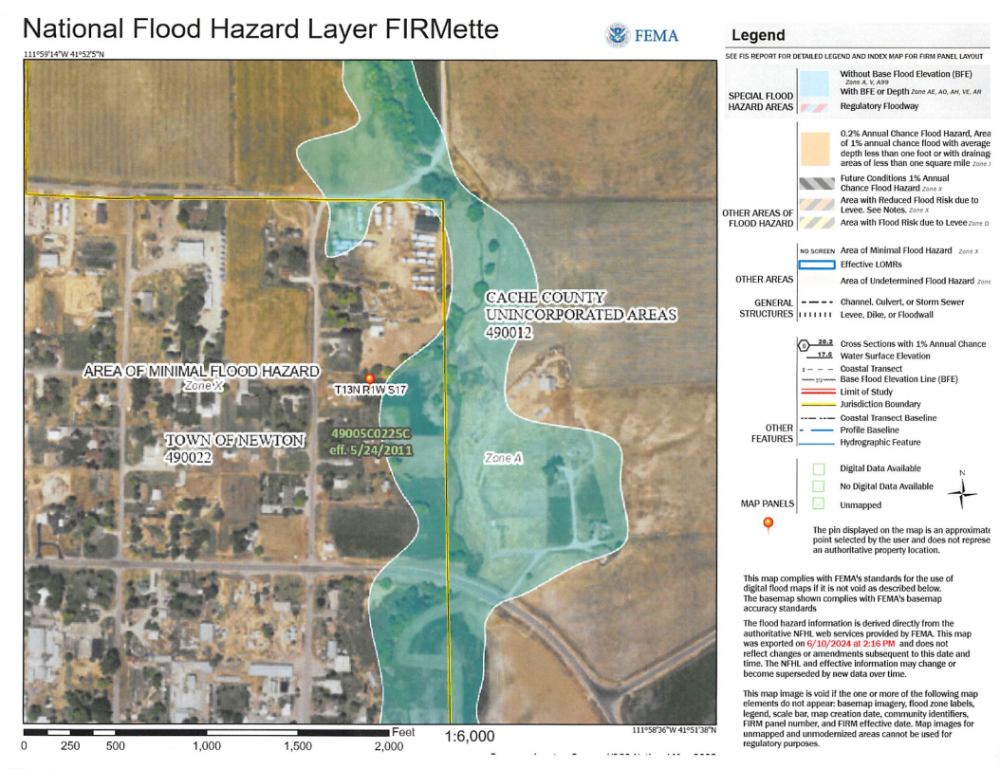 National Flood Hazard Layer FIRMette
FEMA
111°59'14"W 41°52'5"N
CACHE COUNTY
UNINCORPORATED AREAS
490012
AREA OF MINIMAL FLOOD HAZARD
Zone X
T13N R1W S17
49005C0225C
eff. 5/24/2011
TOWN OF NEWTON
490022
Zone A
Feet
0 250 500 1,000 1,500 2,000
1:6,000
111°58'36"W 41°51'38"N
Legend
SEE FIS REPORT FOR DETAILED LEGEND AND INDEX MAP FOR FIRM PANEL LAYOUT
SPECIAL FLOOD
HAZARD AREAS
Without Base Flood Elevation (BFE)
Zone A, V, A99
With BFE or Depth Zone AE, AO, AH, VE, AR
Regulatory Floodway
0.2% Annual Chance Flood Hazard, Area
of 1% annual chance flood with average
depth less than one foot or with drainag
areas of less than one square mile Zone
Future Conditions 1% Annual
Chance Flood Hazard Zone X
Area with Reduced Flood Risk due to
Levee. See Notes. Zone X
Area with Flood Risk due to Levee Zone D
OTHER AREAS OF
FLOOD HAZARD
NO SCREEN Area of Minimal Flood Hazard Zone X
Effective LOMRs
Area of Undetermined Flood Hazard Zone
OTHER AREAS
GENERAL
STRUCTURES
Channel, Culvert, or Storm Sewer
Levee, Dike, or Floodwall
B 20.2 Cross Sections with 1% Annual Chance
17.5 Water Surface Elevation
Coastal Transect
Base Flood Elevation Line (BFE)
Limit of Study
Jurisdiction Boundary
Coastal Transect Baseline
Profile Baseline
Hydrographic Feature
OTHER
FEATURES
Digital Data Available
No Digital Data Available
Unmapped
MAP PANELS
N
The pin displayed on the map is an approximate
point selected by the user and does not represe
an authoritative property location.
This map complies with FEMA's standards for the use of
digital flood maps if it is not void as described below.
The basemap shown complies with FEMA's basemap
accuracy standards
The flood hazard information is derived directly from the
authoritative NFHL web services provided by FEMA. This map
was exported on 6/10/2024 at 2:16 PM and does not
reflect changes or amendments subsequent to this date and
time. The NFHL and effective information may change or
become superseded by new data over time.
This map image is void if the one or more of the following map
elements do not appear: basemap imagery, flood zone labels,
legend, scale bar, map creation date, community identifiers,
FIRM panel number, and FIRM effective date. Map images for
unmapped and unmodernized areas cannot be used for
regulatory purposes.